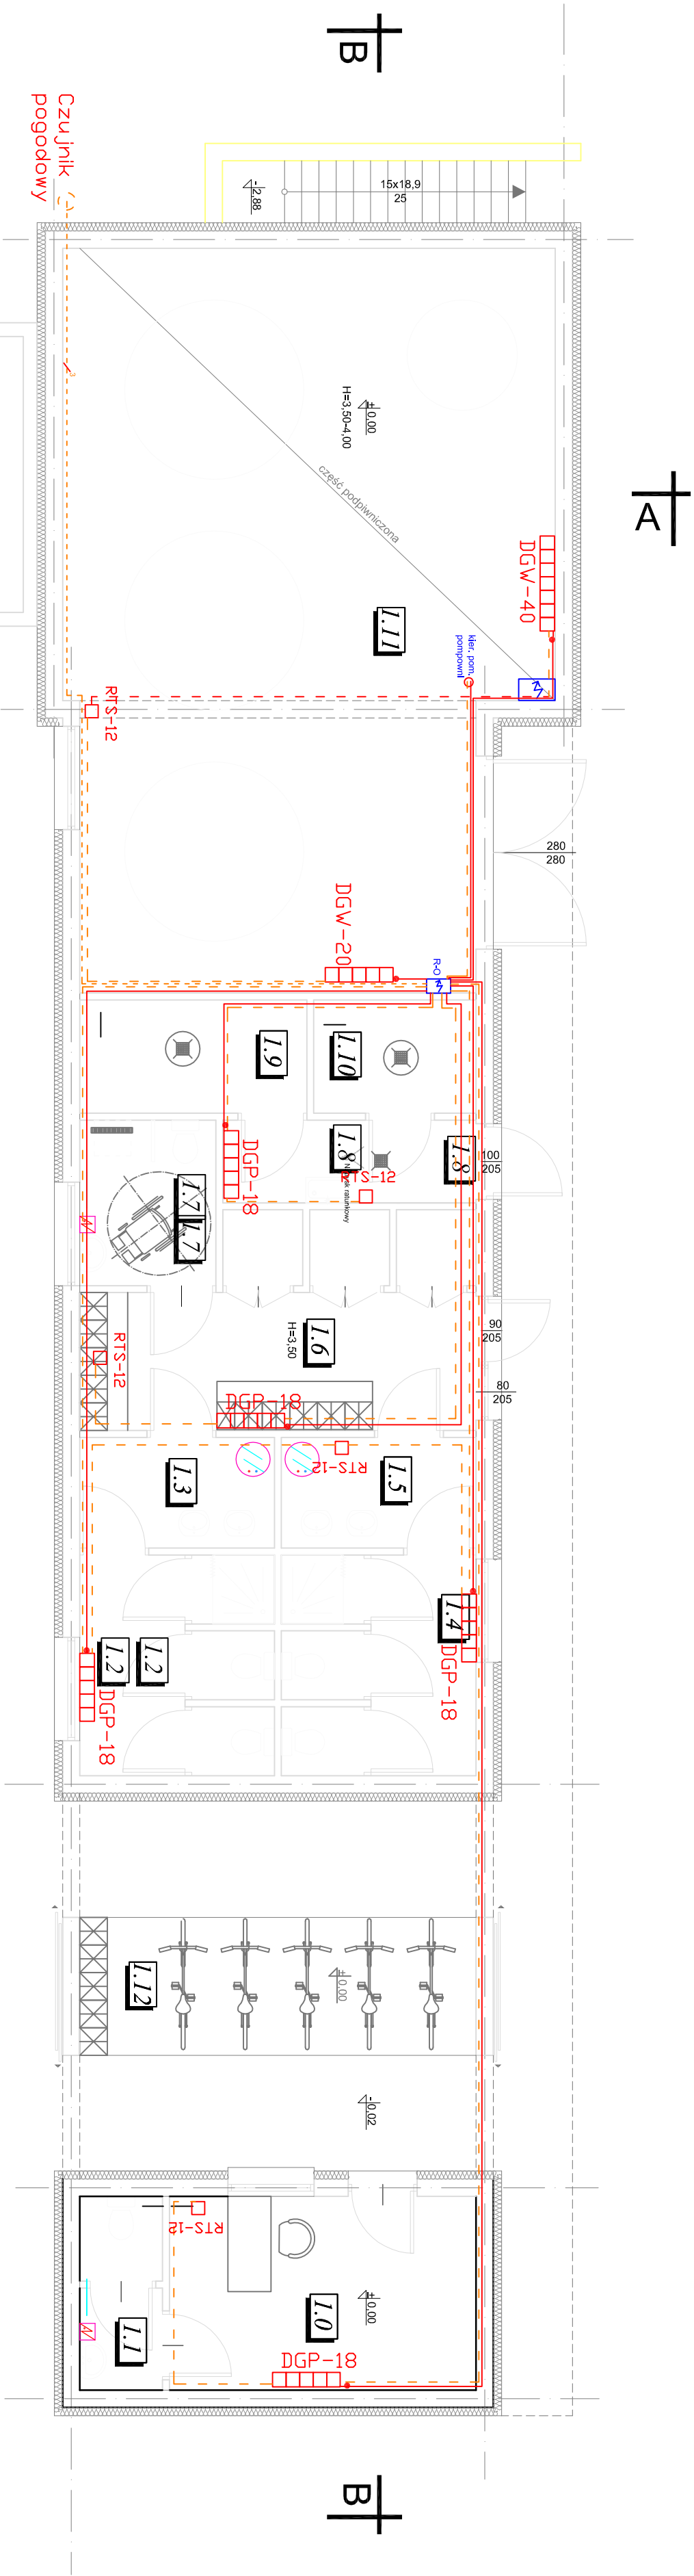 B
15x18,9
25
-2,88
Czujnik
pogodowy
± 0,00
H=3,50-4,00
część podpiwniczona
3
A
DGW-40
1.11
kier. pom.
pompowni
RTS-12
280
280
DGW-20
R-O
1.9
1.10
1.8
1.8
100
205
DGP-18
RTS-12
ratunkowy
1.7
1.7
90
205
1.6
H=3,50
RTS-12
80
205
DGP-18
RTS-12
1.3
1.5
1.4
DGP-18
1.2
1.2
DGP-18
1.12
± 0,00
-0,02
RTS-12
1.0
± 0,00
1.1
DGP-18
B